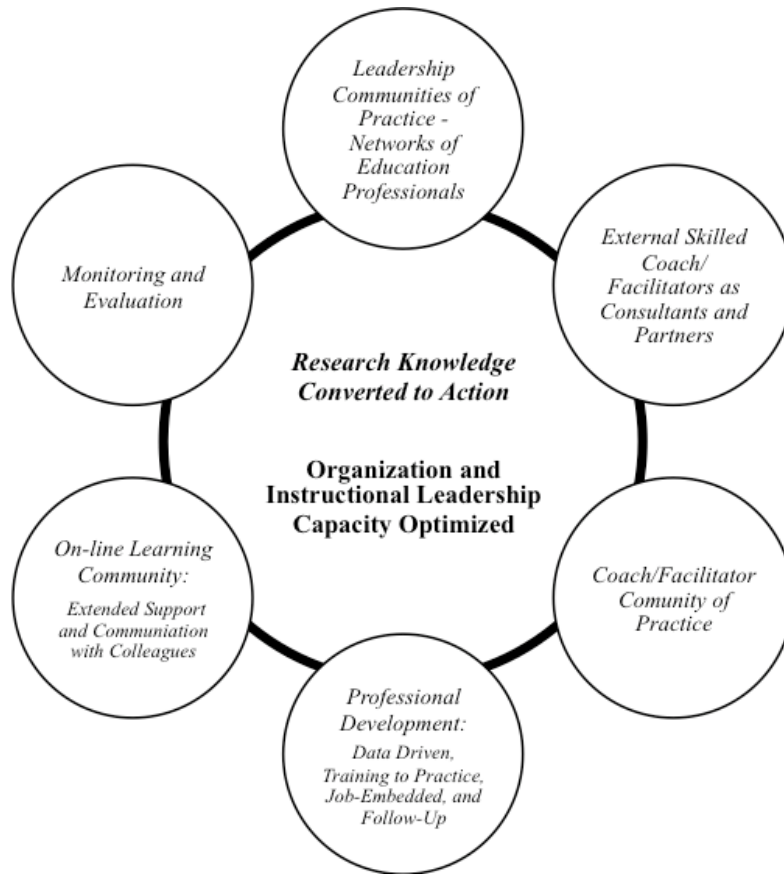 Leadership
Communities of
Practice -
Networks of
Education
Professionals
External Skilled
Coach/
Facilitators as
Consultants and
Partners
Coach/Facilitator
Comunity of
Practice
Professional
Development:
Data Driven,
Training to Practice,
Job-Embedded, and
Follow-Up
On-line Learning
Community:
Extended Support
and Communiation
with Colleagues
Monitoring and
Evaluation
Research Knowledge
Converted to Action
Organization and
Instructional Leadership
Capacity Optimized